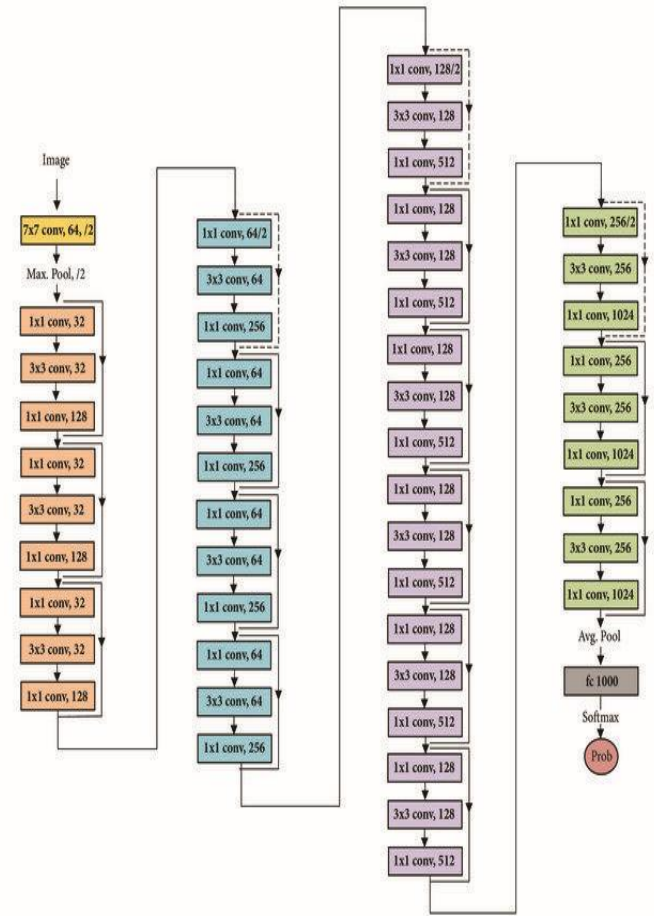 Image
7x7 conv, 64, /2
Max. Pool, /2
1x1 conv, 32
3x3 conv, 32
1x1 conv, 128
1x1 conv, 32
3x3 conv, 32
1x1 conv, 128
1x1 conv, 32
3x3 conv, 32
1x1 conv, 128
1x1 conv, 64/2
3x3 conv, 64
1x1 conv, 256
1x1 conv, 64
3x3 conv, 64
1x1 conv, 256
1x1 conv, 64
3x3 conv, 64
1x1 conv, 256
1x1 conv, 64
3x3 conv, 64
1x1 conv, 256
1x1 conv, 128/2
3x3 conv, 128
1x1 conv, 512
1x1 conv, 128
3x3 conv, 128
1x1 conv, 512
1x1 conv, 128
3x3 conv, 128
1x1 conv, 512
1x1 conv, 128
3x3 conv, 128
1x1 conv, 512
1x1 conv, 128
3x3 conv, 128
1x1 conv, 512
1x1 conv, 128
3x3 conv, 128
1x1 conv, 512
1x1 conv, 256/2
3x3 conv, 256
1x1 conv, 1024
1x1 conv, 256
3x3 conv, 256
1x1 conv, 1024
1x1 conv, 256
3x3 conv, 256
1x1 conv, 1024
Avg. Pool
fc 1000
Softmax
Prob